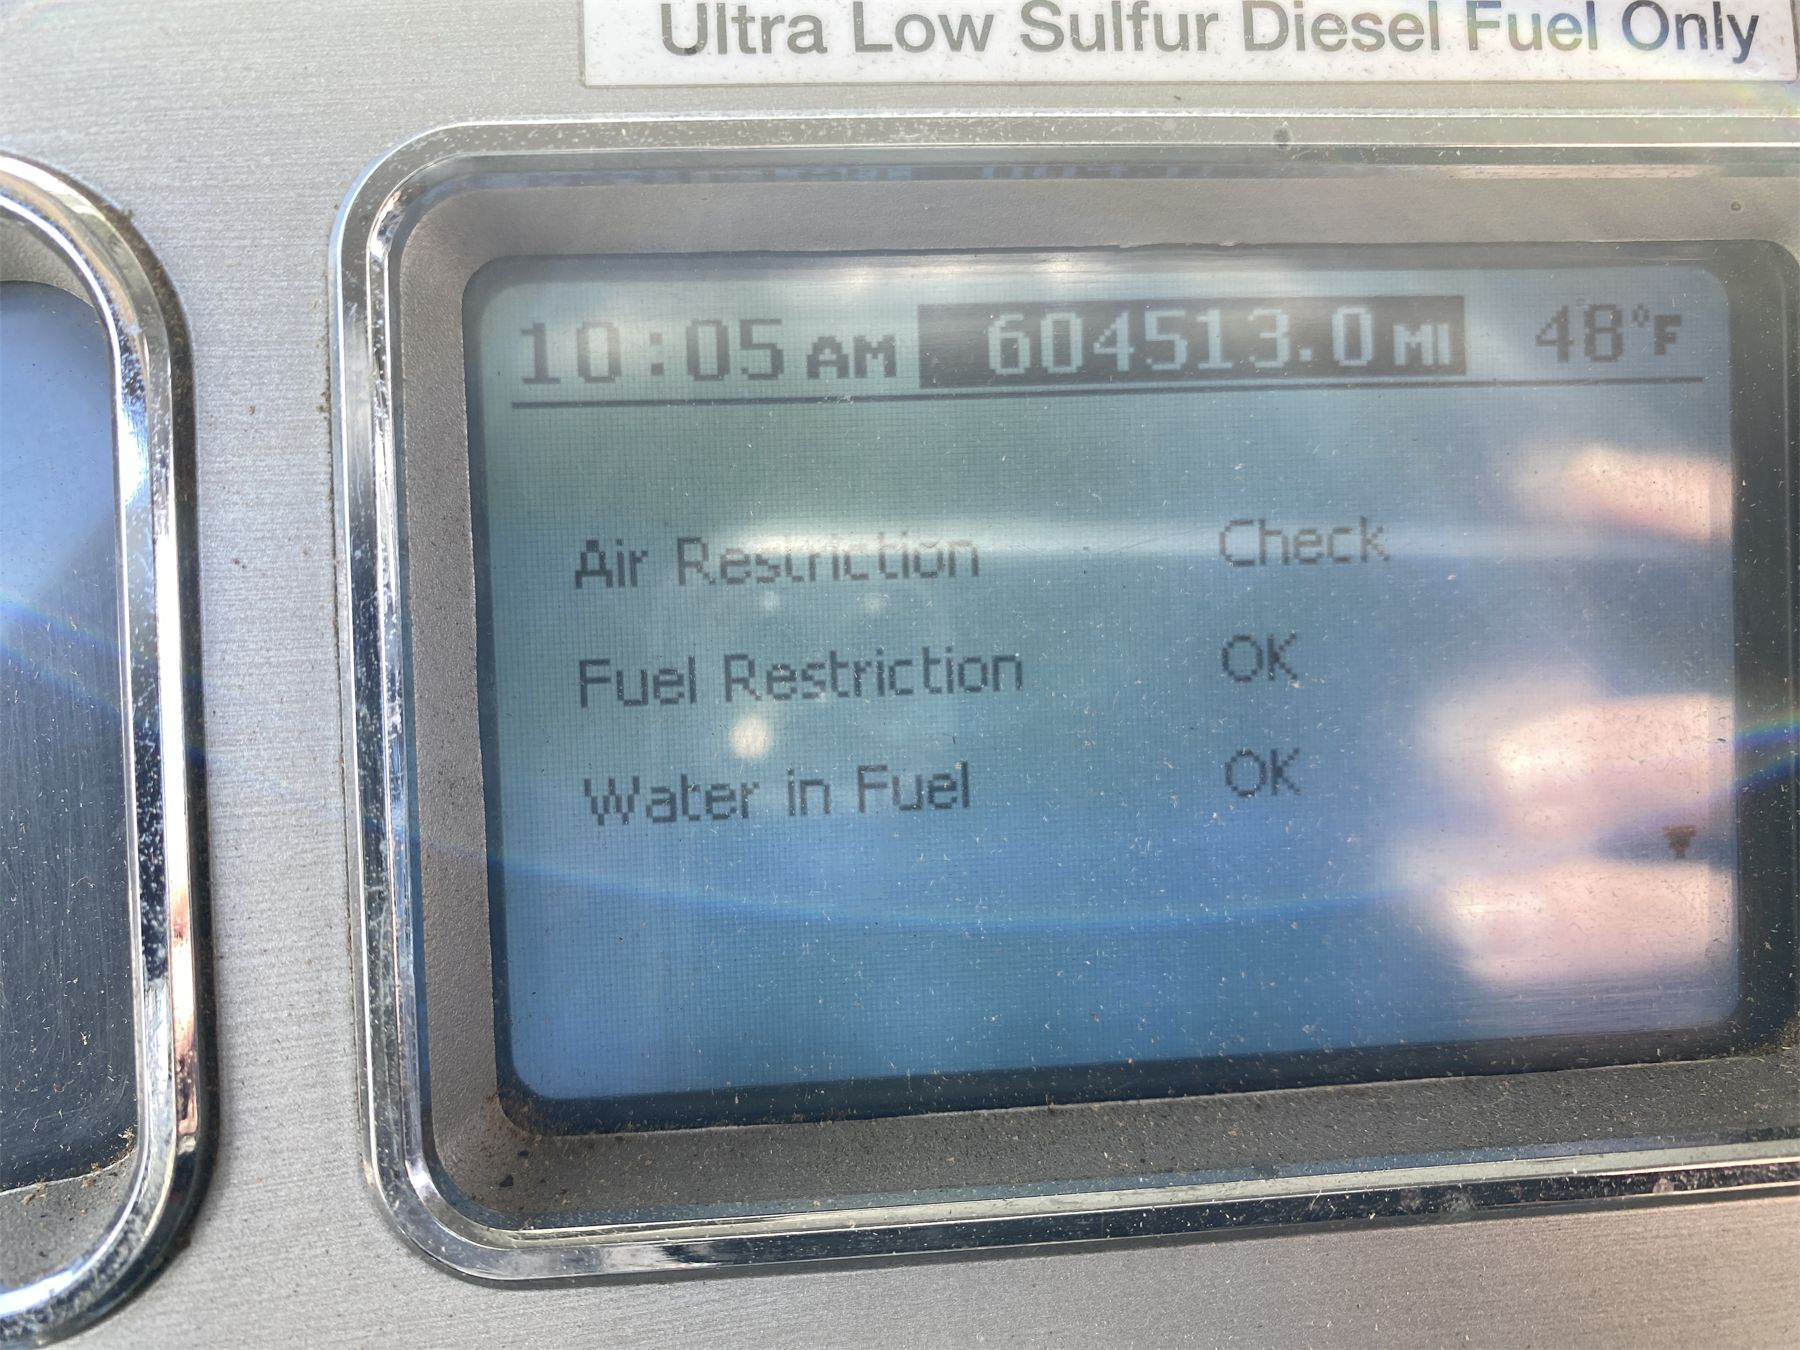 Ultra Low Sulfur Diesel Fuel Only
10:05 AM 604513.0 MI 48°F
Air Restriction Check
Fuel Restriction OK
Water in Fuel OK